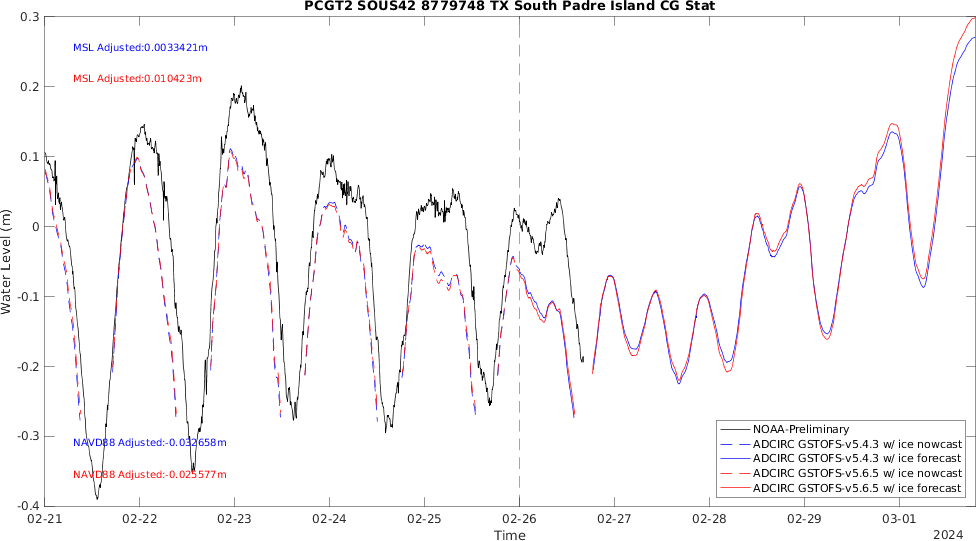 PCGT2 SOUS42 8779748 TX South Padre Island CG Stat
0.3
MSL Adjusted:0.0033421m
MSL Adjusted:0.010423m
0.2
0.1
0
-0.1
-0.2
-0.3
-0.4
Water Level (m)
NAVD88 Adjusted:-0.032658m
NAVD88 Adjusted:-0.025577m
NOAA-Preliminary
ADCIRC GSTOFS-v5.4.3 w/ ice nowcast
ADCIRC GSTOFS-v5.4.3 w/ ice forecast
ADCIRC GSTOFS-v5.6.5 w/ ice nowcast
ADCIRC GSTOFS-v5.6.5 w/ ice forecast
02-21 02-22 02-23 02-24 02-25 02-26 02-27 02-28 02-29 03-01
Time
2024